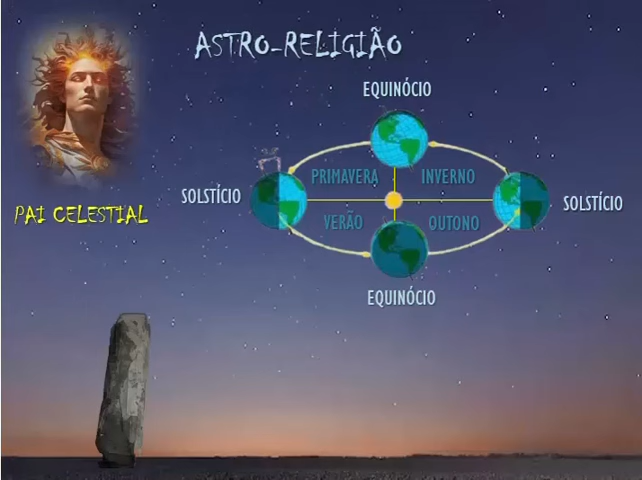 ASTRO-RELIGIÃO
EQUINÓCIO
PRIMAVERA INVERNO
SOLSTÍCIO
SOLSTÍCIO
PAI CELESTIAL
VERÃO OUTONO
EQUINÓCIO